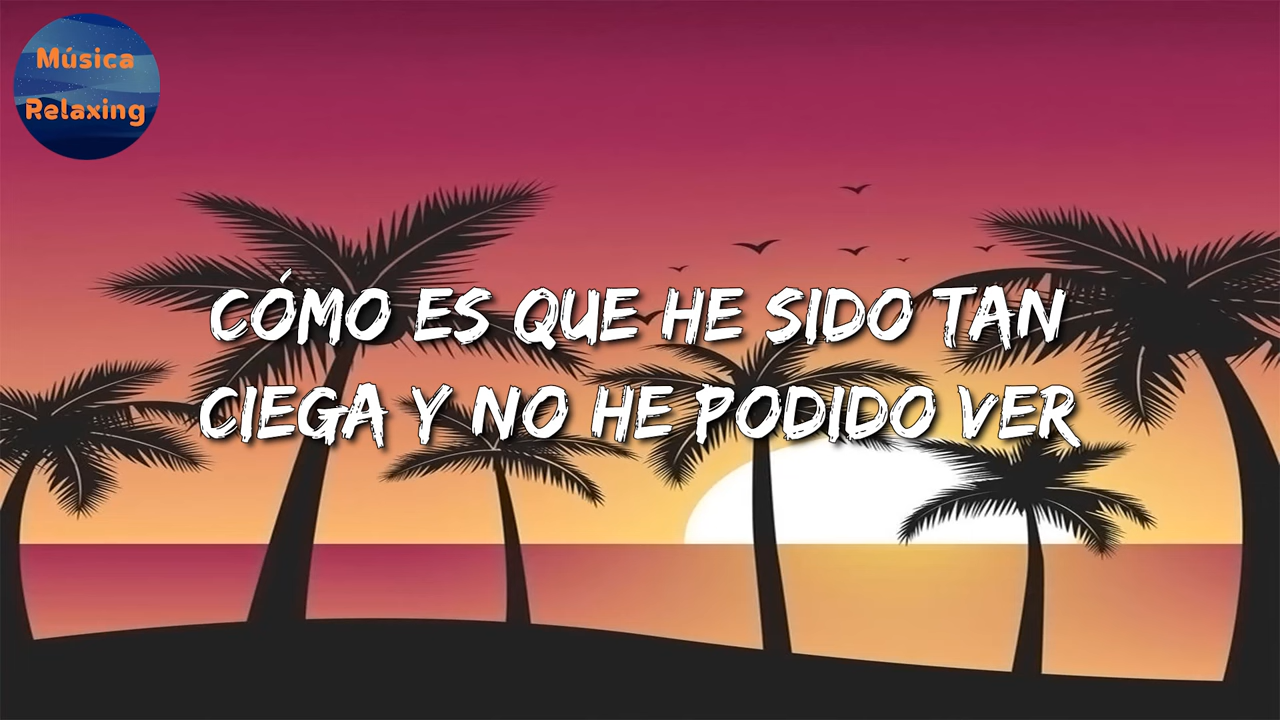 Música
Relaxing
CÓMO ES QUE HE SIDO TAN
CIEGA Y NO HE PODIDO VER